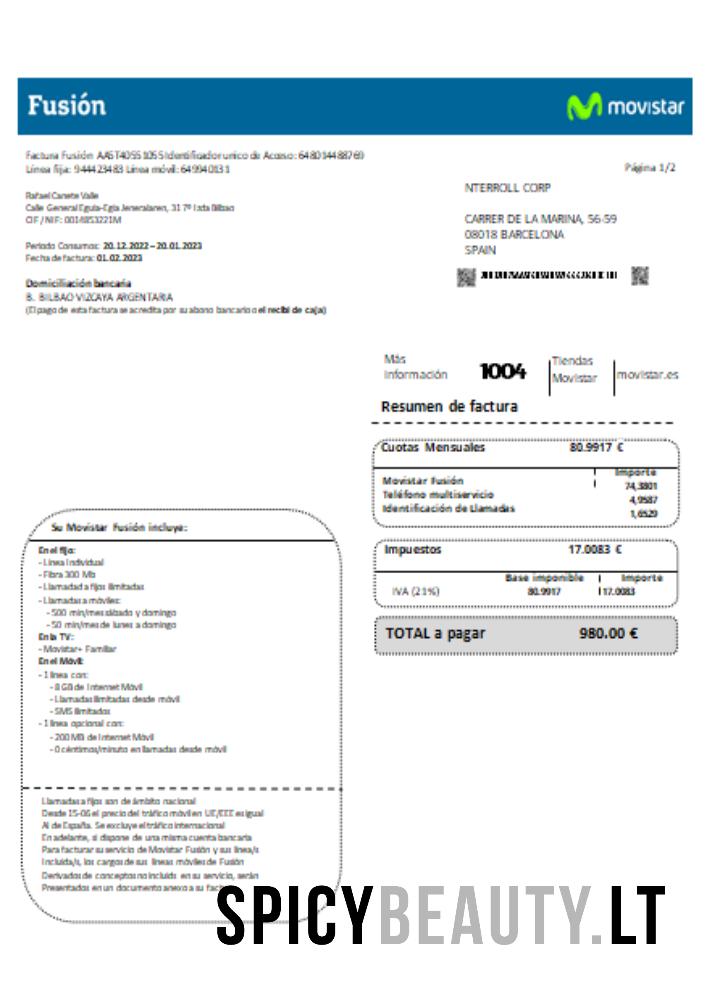 Fusión
movistar
Factura Fusión AA5T40551055 Identificador unico de Acceso: 648014488769
Línea fija: 944423483 Línea móvil: 649940131
Página 1/2
Rafael Canete Valle
Calle General Eguia-Egia Jeneralaren, 31 7º Izda Bilbao
CIF / NIF: 0014853221M
NTERROLL CORP
CARRER DE LA MARINA, 56-59
08018 BARCELONA
SPAIN
Periodo Consumos: 20.12.2022 – 20.01.2023
Fecha de factura: 01.02.2023
Domiciliación bancaria
B. BILBAO VIZCAYA ARGENTARIA
(El pago de esta factura se acredita por su abono bancario o el recibí de caja)
Más
Información
1004
Tiendas
Movistar
movistar.es
Resumen de factura
Cuotas Mensuales 80.9917 €
Importe
Movistar Fusión 74,3801
Teléfono multiservicio 4,9587
Identificación de Llamadas 1,6529
Impuestos 17.0083 €
Base imponible Importe
IVA (21%) 80.9917 17.0083
TOTAL a pagar 980.00 €
Su Movistar Fusión incluye:
En el fijo:
- Línea Individual
- Fibra 300 Mb
- Llamadad a fijos ilimitadas
- Llamadas a móviles:
- 500 min/mes sábado y domingo
- 50 min/mes de lunes a domingo
En la TV:
- Movistar+ Familiar
En el Móvil:
- 1 línea con:
- 8 GB de Internet Móvil
- Llamadas ilimitadas desde móvil
- SMS ilimitados
- 1 línea opcional con:
- 200 MB de Internet Móvil
- 0 céntimos/minuto en llamadas desde móvil
Llamadas a fijos son de ámbito nacional
Desde 15-06 el precio del tráfico móvil en UE/EEE es igual
Al de España. Se excluye el tráfico internacional
En adelante, si dispone de una misma cuenta bancaria
Para facturar su servicio de Movistar Fusión y sus línea/s
Incluida/s, los cargos de sus líneas móviles de Fusión
Derivados de conceptos no incluids en su servicio, serán
Presentados en un documento anexo a su
SPICYBEAUTY.LT